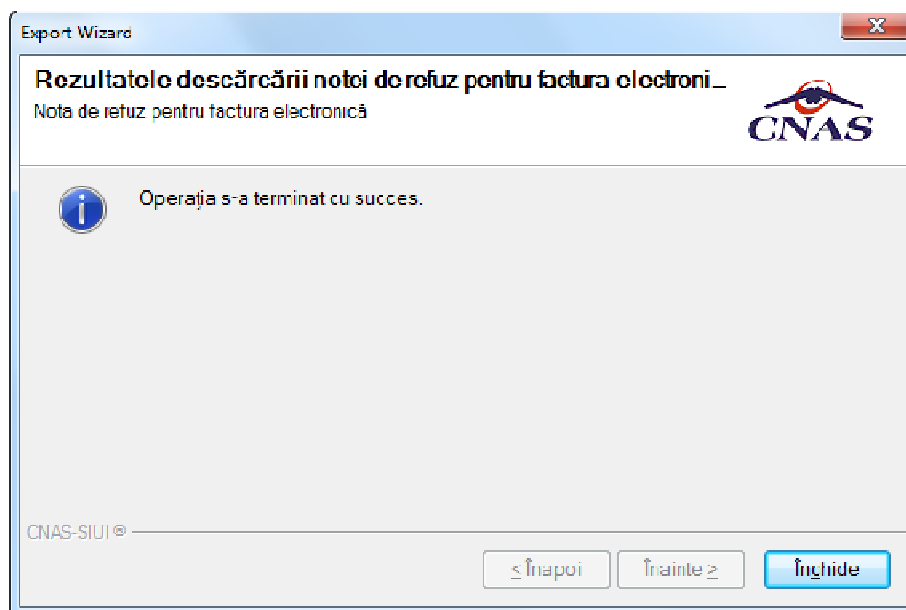 Export Wizard
Rezultatele descărcării notei de refuz pentru factura electroni...
Nota de refuz pentru factura electronică
CNAS
Operația s-a terminat cu succes.
CNAS-SIUI®
< Înapoi
Înainte >
Închide